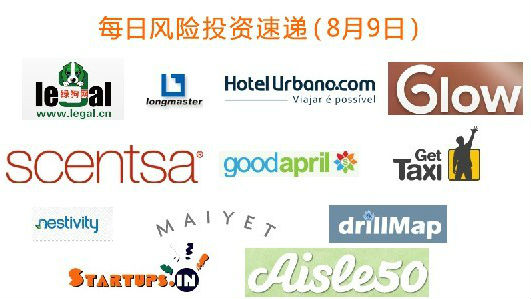 每日风险投资速递(8月9日)
legal
绿狗网
www.legal.cn
longmaster
HotelUrbano.com
Viajar é possível
Glow
scentsa®
goodapril
Get
Taxi
nestivity
MAIYET
drillMap
STARTUPS.IN
Aisle50